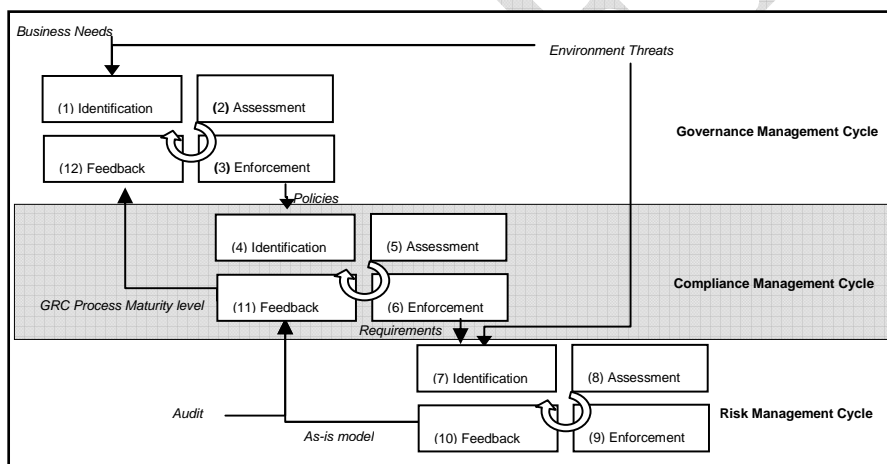 Business Needs
Environment Threats
(1) Identification
(2) Assessment
Governance Management Cycle
(12) Feedback
(3) Enforcement
Policies
(4) Identification
(5) Assessment
Compliance Management Cycle
GRC Process Maturity level
(11) Feedback
(6) Enforcement
Requirements
(7) Identification
(8) Assessment
Audit
Risk Management Cycle
As-is model
(10) Feedback
(9) Enforcement